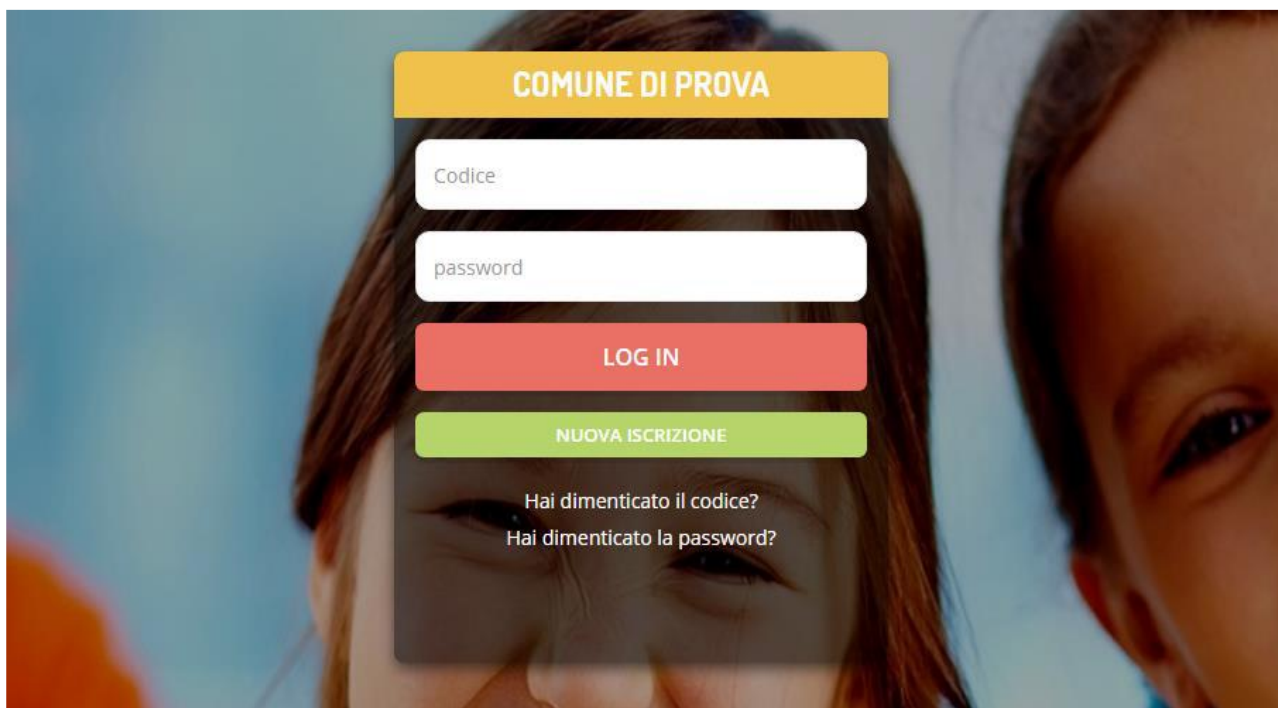 COMUNE DI PROVA
Codice
password
LOG IN
NUOVA ISCRIZIONE
Hai dimenticato il codice?
Hai dimenticato la password?